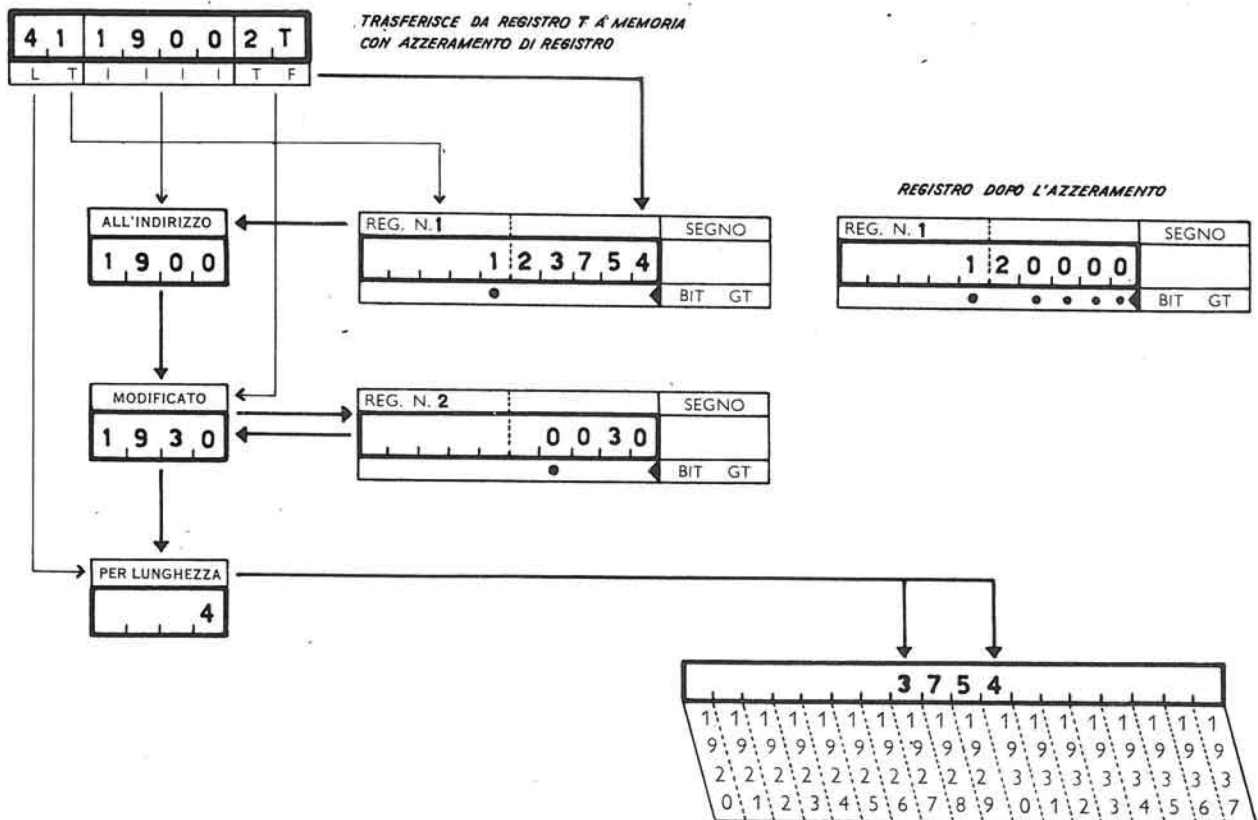 4 1 1 9 0 0 2 T
L T I I I I T F
TRASFERISCE DA REGISTRO T A MEMORIA
CON AZZERAMENTO DI REGISTRO
REGISTRO DOPO L'AZZERAMENTO
ALL'INDIRIZZO
1 9 0 0
REG. N. 1 SEGNO
1 2 3 7 5 4
BIT GT
REG. N. 1 SEGNO
1 2 0 0 0 0
BIT GT
MODIFICATO
1 9 3 0
REG. N. 2 SEGNO
0 0 3 0
BIT GT
PER LUNGHEZZA
4
3 7 5 4
1 1 1 1 1 1 1 1 1 1 1 1 1 1 1 1 1 1
9 9 9 9 9 9 9 9 9 9 9 9 9 9 9 9 9 9
2 2 2 2 2 2 2 2 2 2 3 3 3 3 3 3 3 3
0 1 2 3 4 5 6 7 8 9 0 1 2 3 4 5 6 7